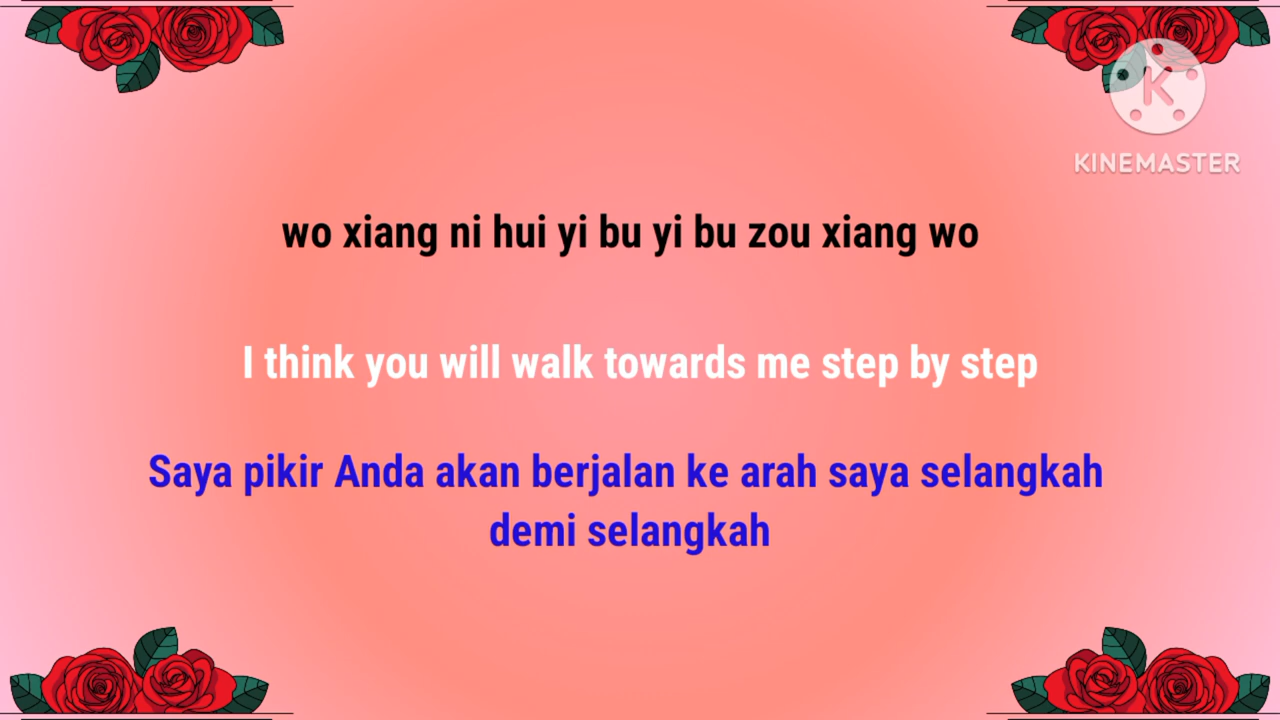 KINEMASTER
wo xiang ni hui yi bu yi bu zou xiang wo
I think you will walk towards me step by step
Saya pikir Anda akan berjalan ke arah saya selangkah
demi selangkah